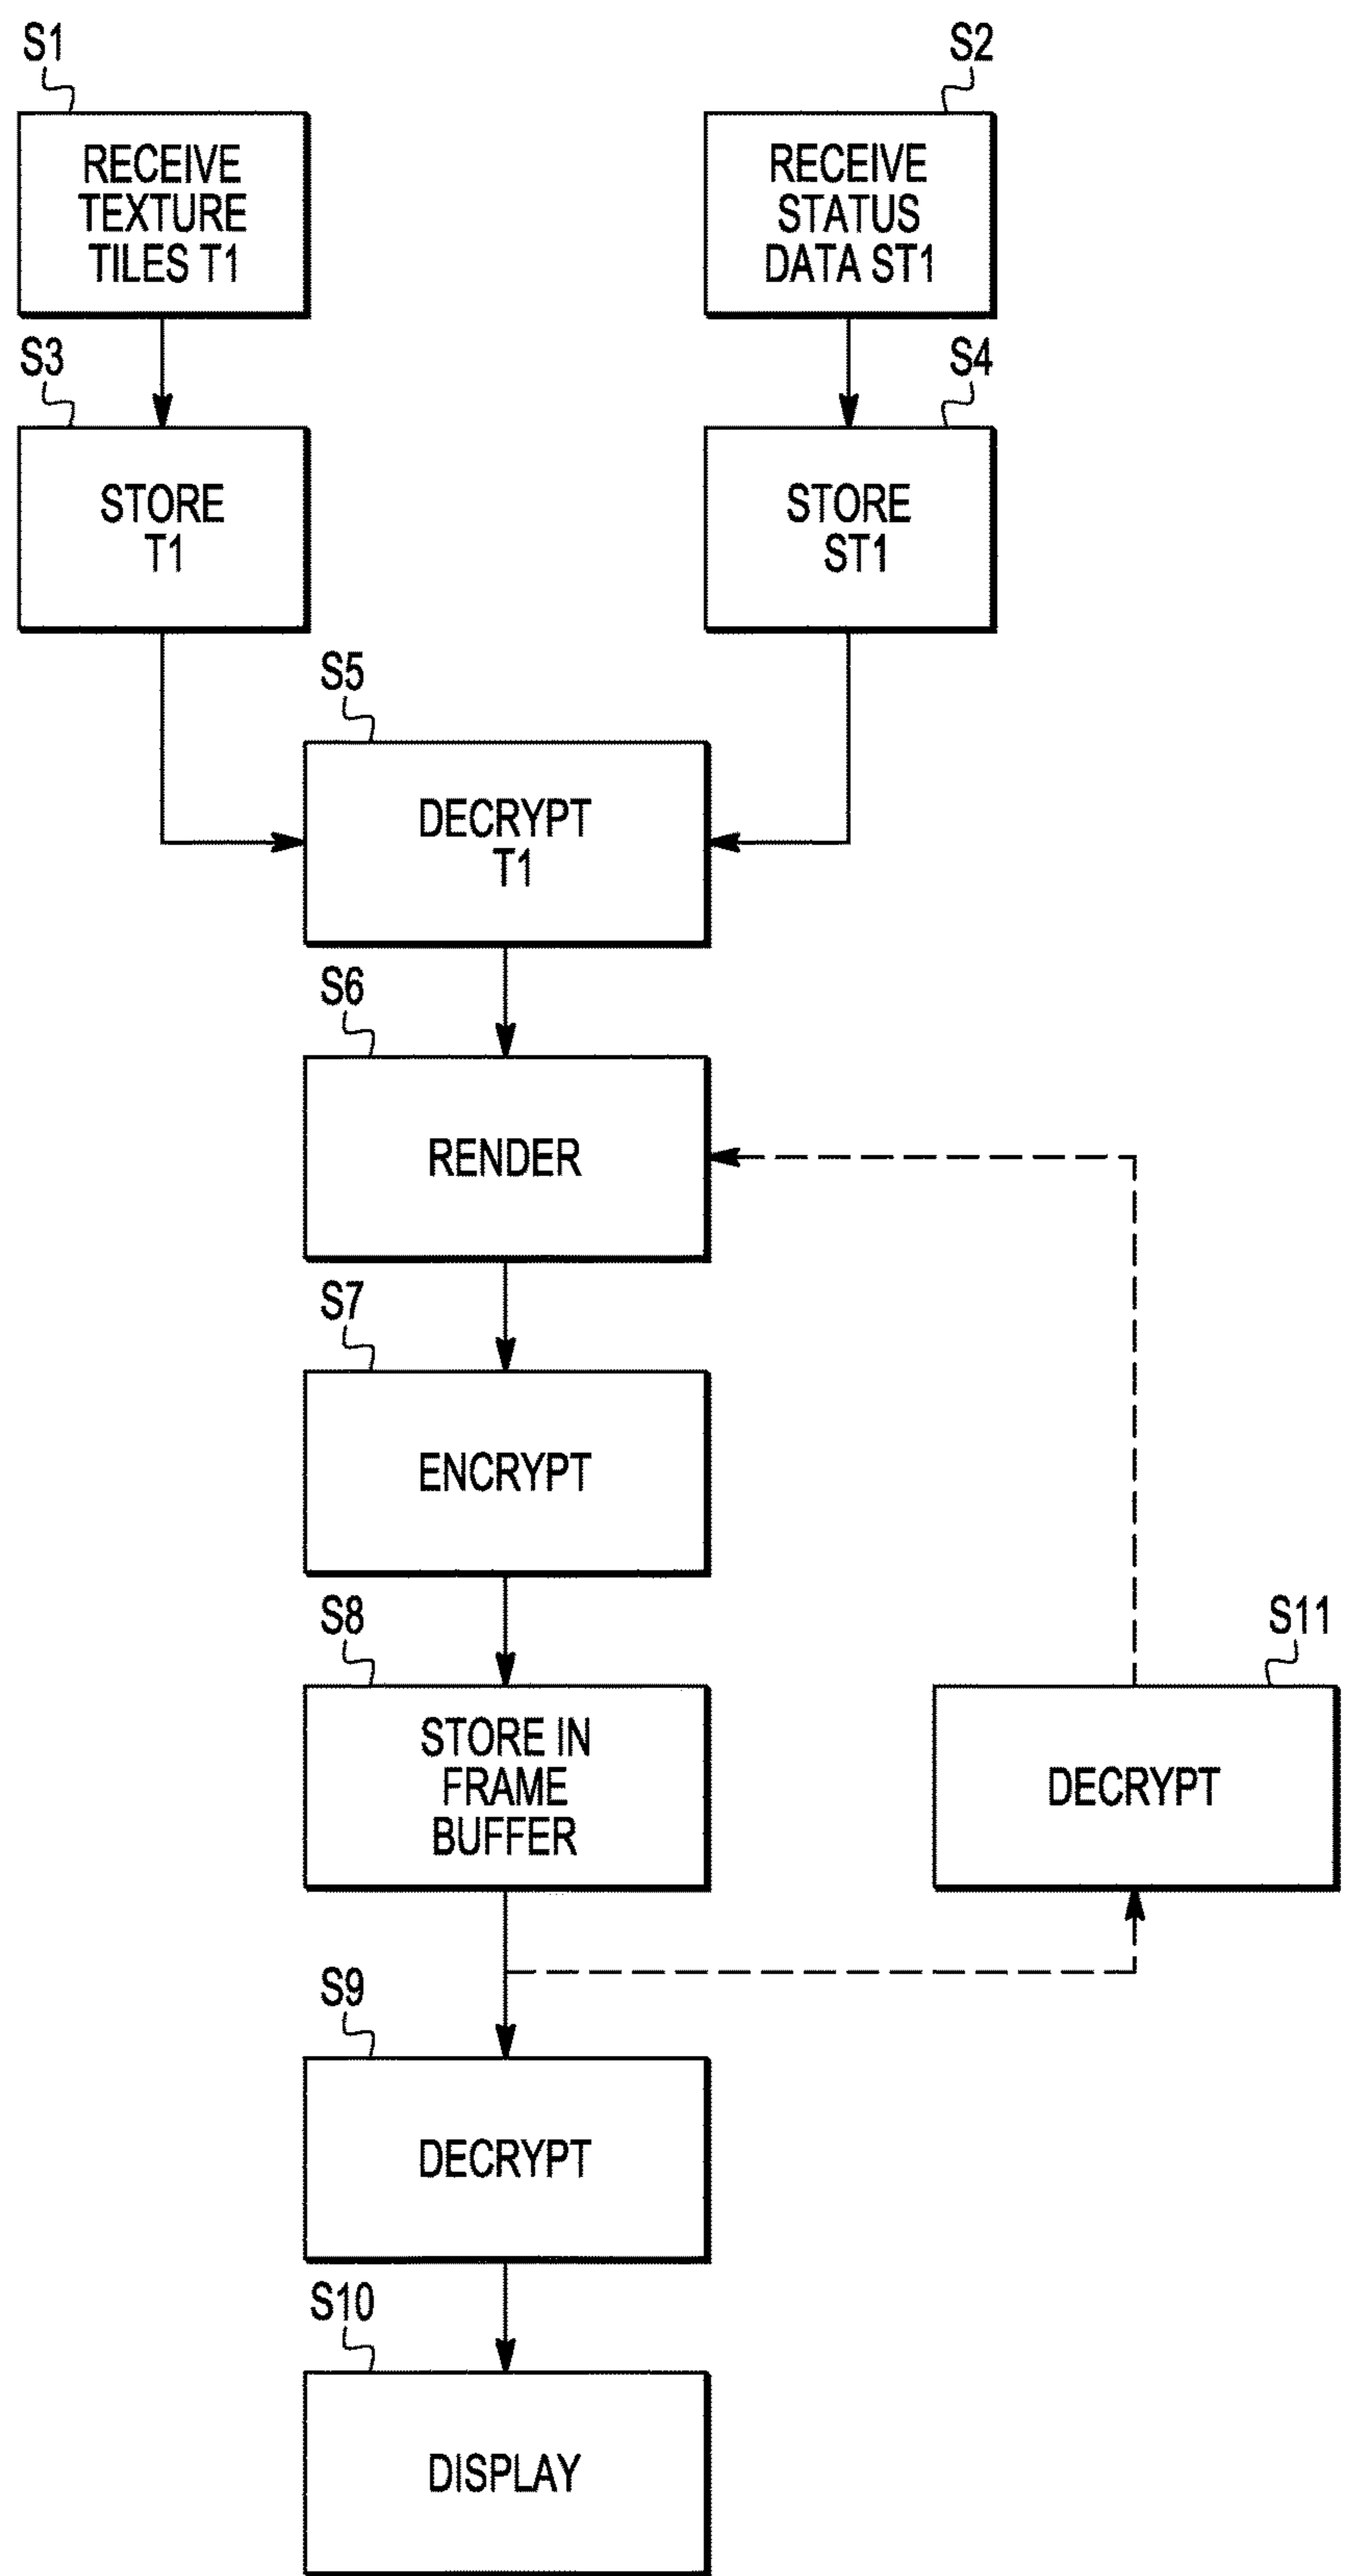 S1
RECEIVE
TEXTURE
TILES T1
S2
RECEIVE
STATUS
DATA ST1
S3
STORE
T1
S4
STORE
ST1
S5
DECRYPT
T1
S6
RENDER
S7
ENCRYPT
S8
STORE IN
FRAME
BUFFER
S11
DECRYPT
S9
DECRYPT
S10
DISPLAY